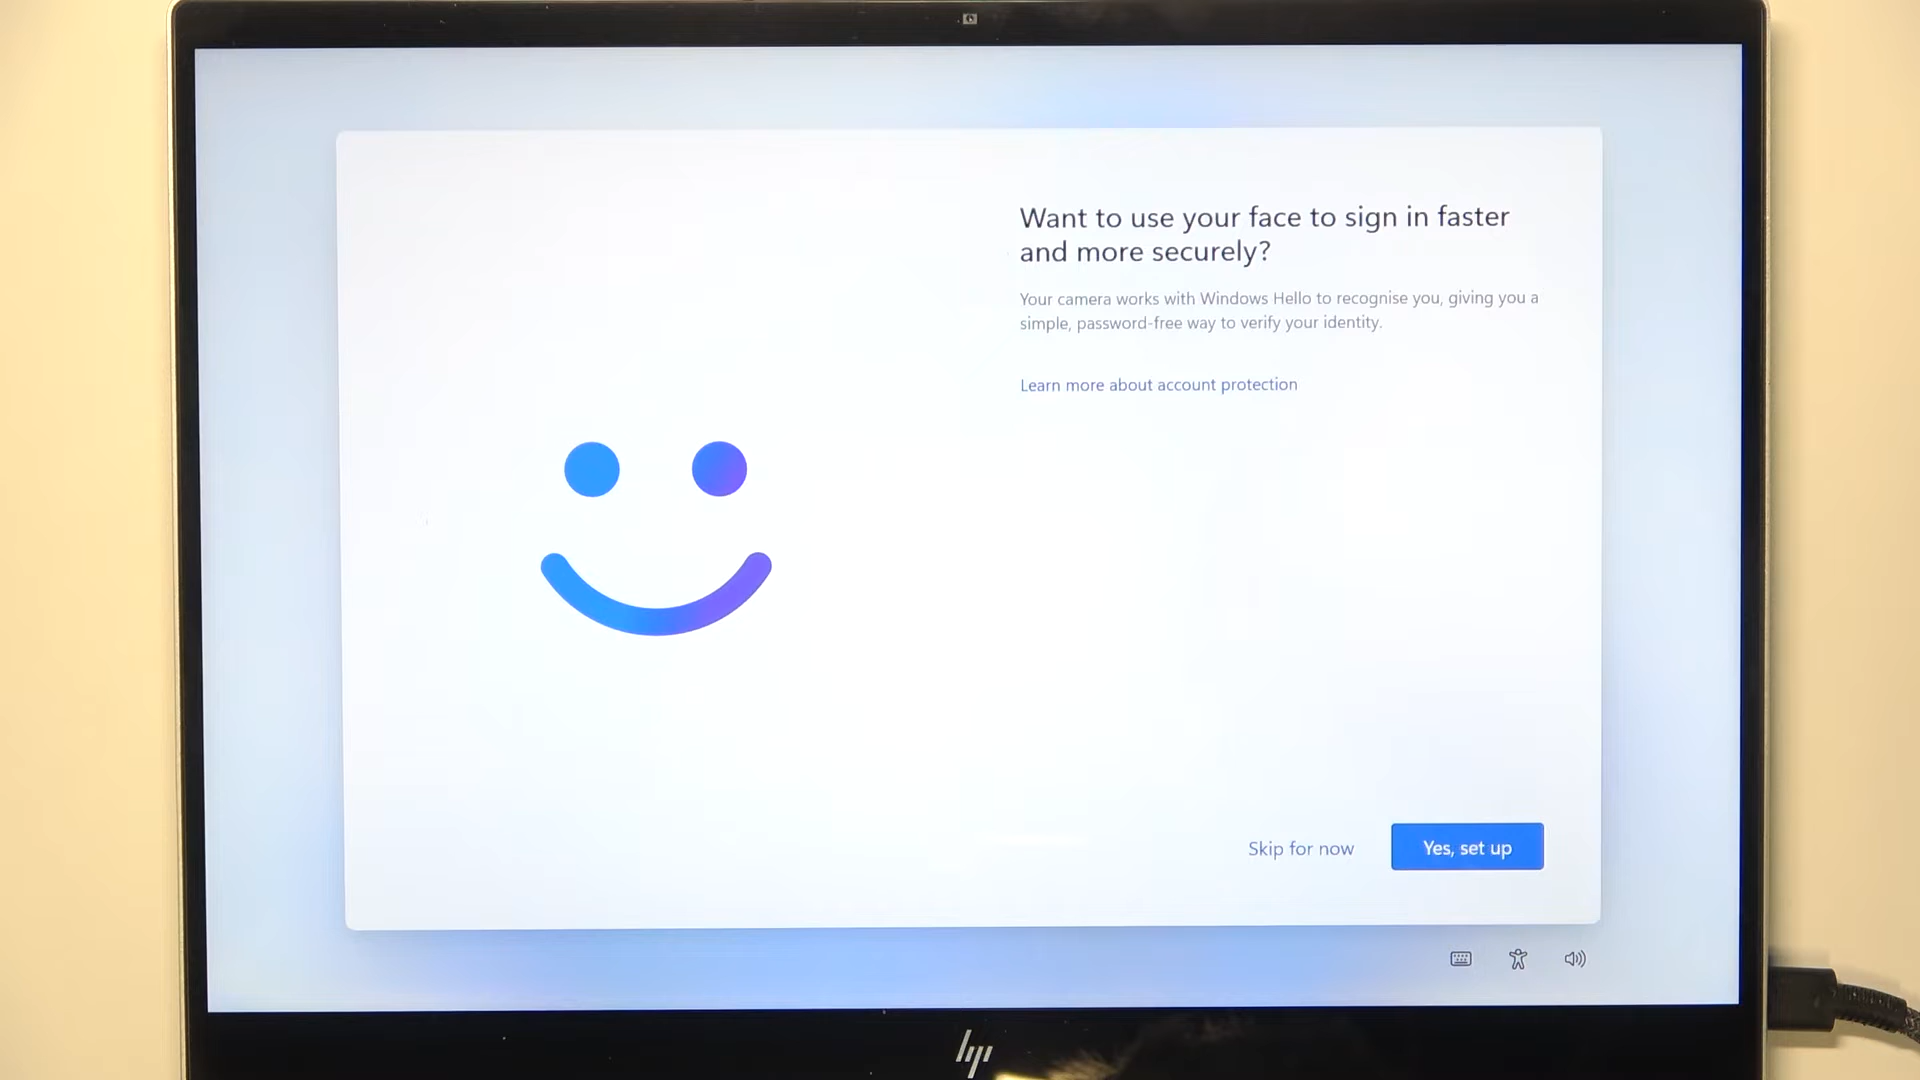 Want to use your face to sign in faster
and more securely?
Your camera works with Windows Hello to recognise you, giving you a
simple, password-free way to verify your identity.
Learn more about account protection
Skip for now
Yes, set up
hp